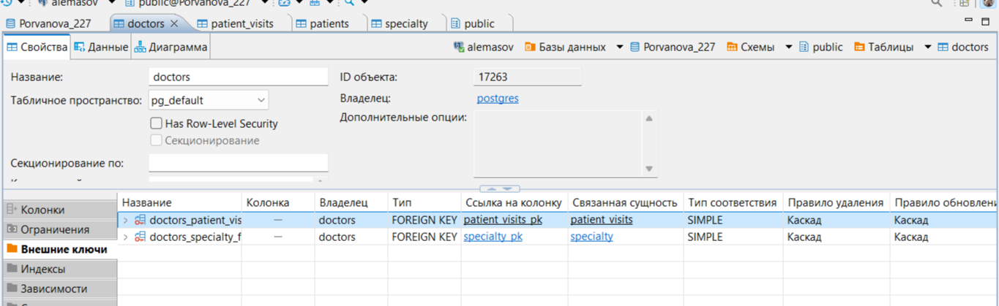 alemasov public@Porvanova_227
Porvanova_227 doctors patient_visits patients specialty public
Свойства Данные Диаграмма alemasov Базы данных Porvanova_227 Схемы public Таблицы doctors
Название: doctors ID объекта: 17263
Табличное пространство: pg_default Владелец: postgres
Has Row-Level Security Дополнительные опции:
Секционирование
Секционирование по:
Название Колонка Владелец Тип Ссылка на колонку Связанная сущность Тип соответствия Правило удаления Правило обновлени
Колонки
doctors_patient_vis — doctors FOREIGN KEY patient_visits_pk patient_visits SIMPLE Каскад Каскад
Ограничения
doctors_specialty_f — doctors FOREIGN KEY specialty_pk specialty SIMPLE Каскад Каскад
Внешние ключи
Индексы
Зависимости